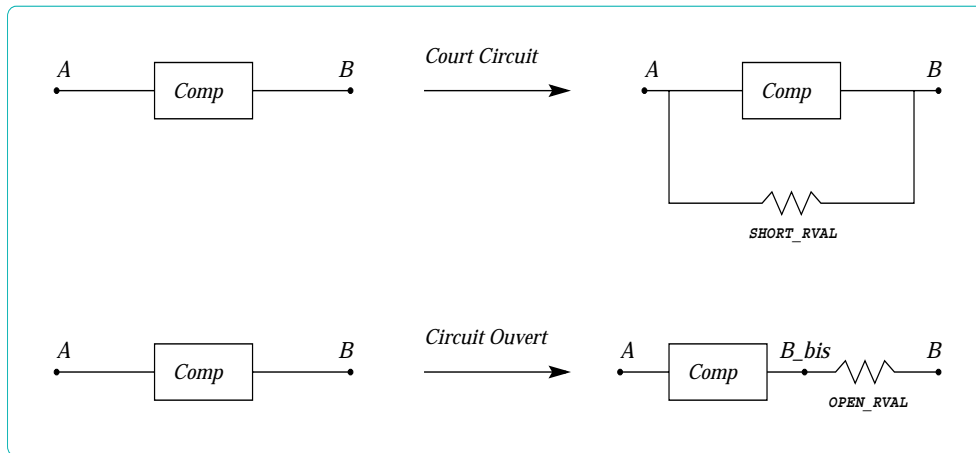 A
Comp
B
Court Circuit
A
Comp
B
SHORT_RVAL
A
Comp
B
Circuit Ouvert
A
Comp
B_bis
B
OPEN_RVAL